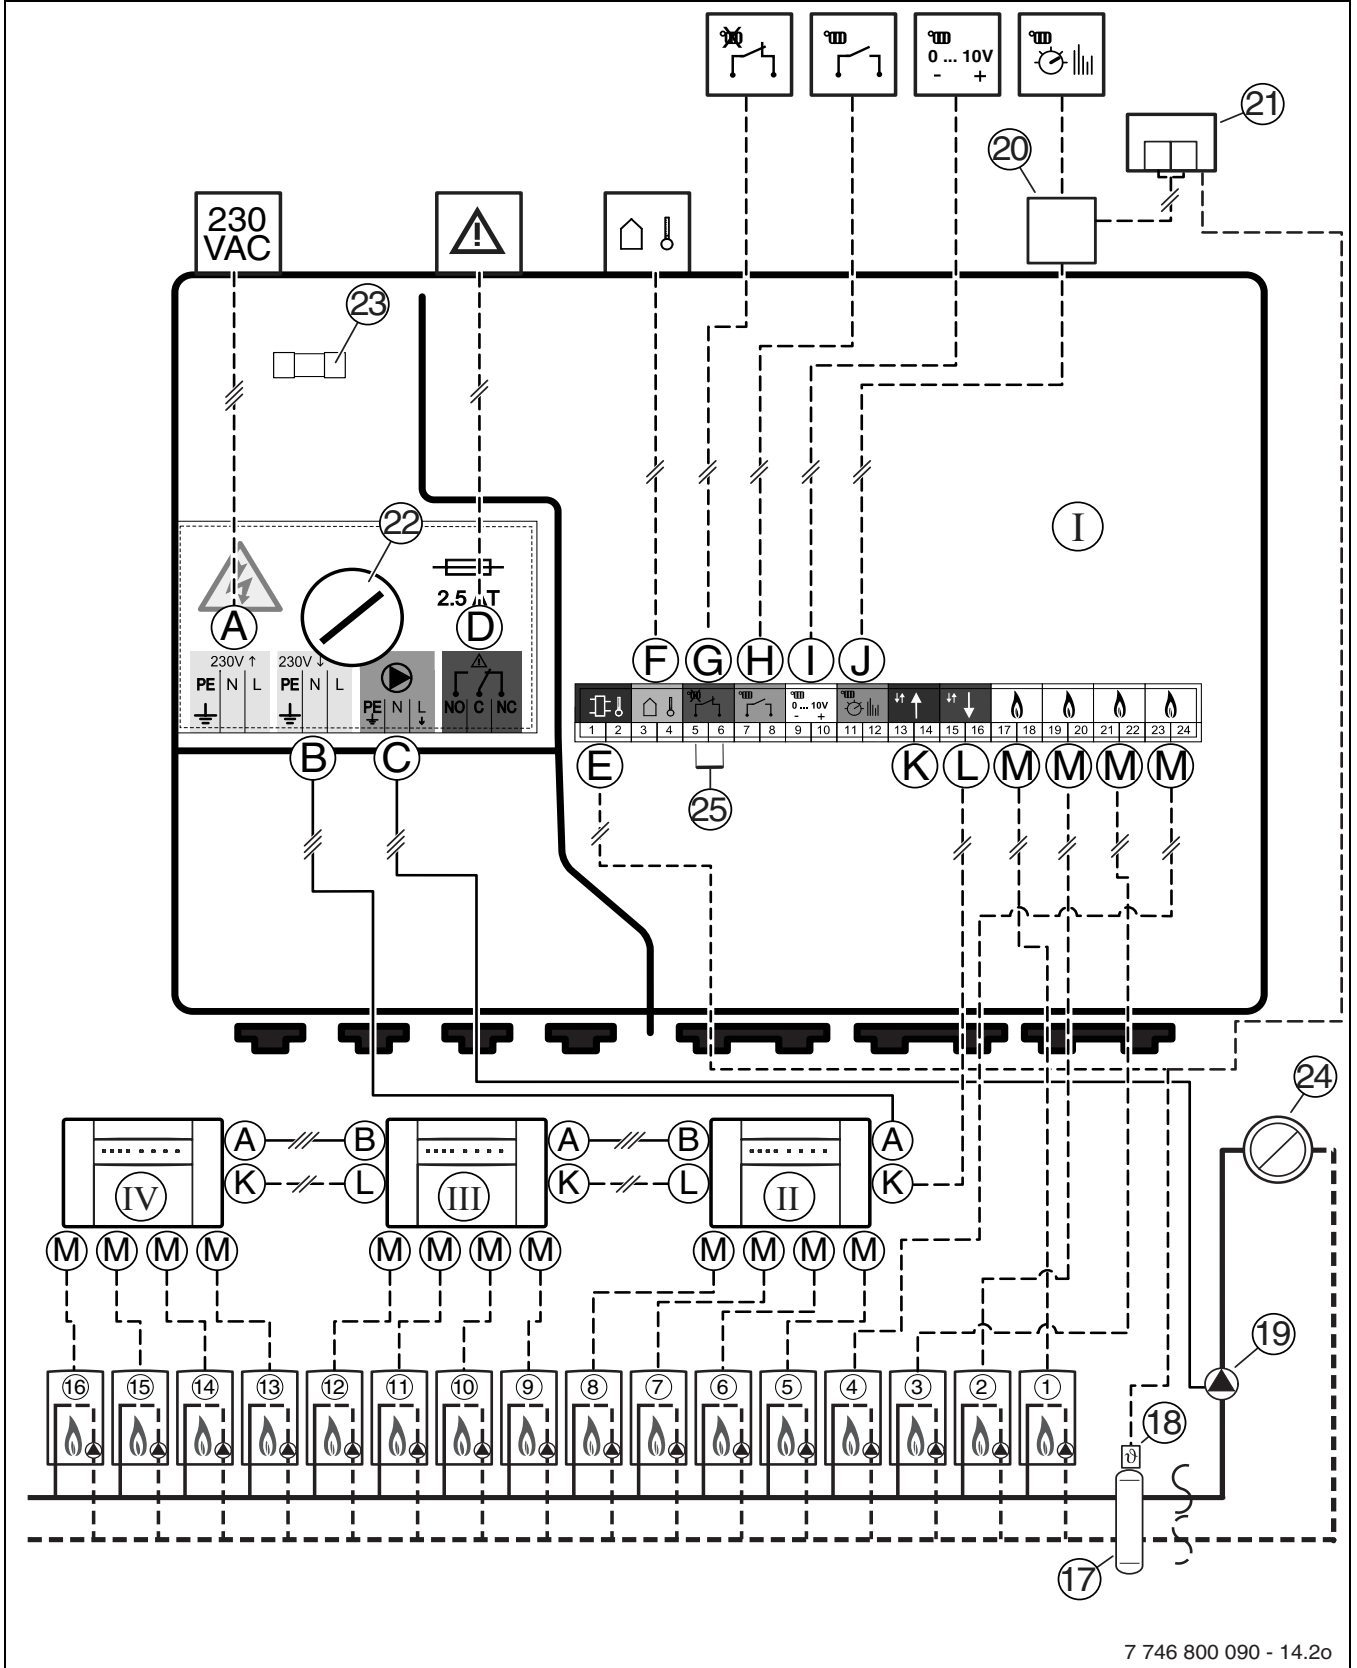 0 ... 10V
- +
21
20
230
VAC
23
22
I
2.5 AT
A
D
F G H I J
230V ↑ 230V ↓
PE N L PE N L
PE N L
NO C NC
0 ... 10V
- +
1 2 3 4 5 6 7 8 9 10 11 12 13 14 15 16 17 18 19 20 21 22 23 24
B C
E
K L M M M M
25
24
A B A B A
IV III II
K L K L K
M M M M M M M M M M M M
19
16 15 14 13 12 11 10 9 8 7 6 5 4 3 2 1
18
ϑ
17
7 746 800 090 - 14.2o